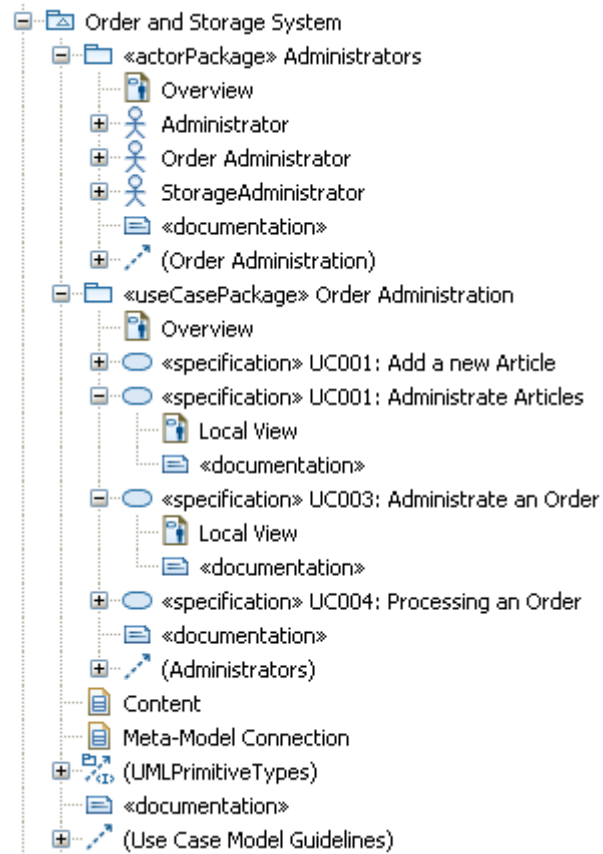 Order and Storage System
«actorPackage» Administrators
Overview
Administrator
Order Administrator
StorageAdministrator
«documentation»
(Order Administration)
«useCasePackage» Order Administration
Overview
«specification» UC001: Add a new Article
«specification» UC001: Administrate Articles
Local View
«documentation»
«specification» UC003: Administrate an Order
Local View
«documentation»
«specification» UC004: Processing an Order
«documentation»
(Administrators)
Content
Meta-Model Connection
(UMLPrimitiveTypes)
«documentation»
(Use Case Model Guidelines)